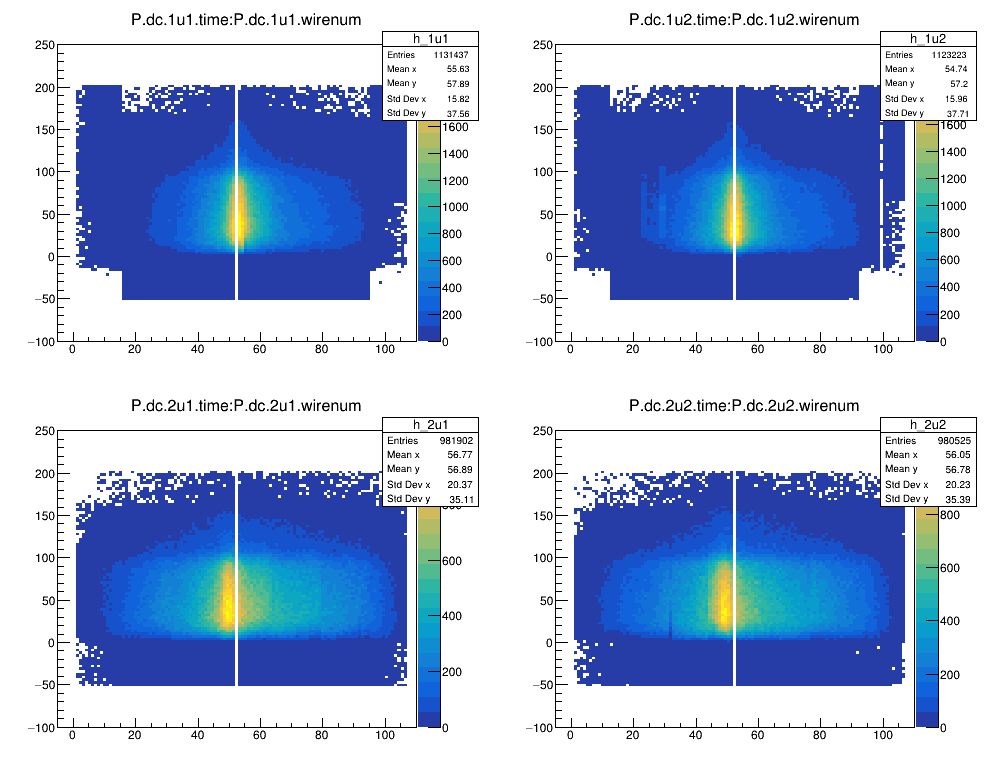 P.dc.1u1.time:P.dc.1u1.wirenum
h_1u1
Entries 1131437
Mean x 55.63
Mean y 57.89
Std Dev x 15.82
Std Dev y 37.56
250
200
150
100
50
0
−50
−100
0 20 40 60 80 100
1600
1400
1200
1000
800
600
400
200
0
P.dc.1u2.time:P.dc.1u2.wirenum
h_1u2
Entries 1123223
Mean x 54.74
Mean y 57.2
Std Dev x 15.96
Std Dev y 37.71
250
200
150
100
50
0
−50
−100
0 20 40 60 80 100
1600
1400
1200
1000
800
600
400
200
0
P.dc.2u1.time:P.dc.2u1.wirenum
h_2u1
Entries 981902
Mean x 56.77
Mean y 56.89
Std Dev x 20.37
Std Dev y 35.11
250
200
150
100
50
0
−50
−100
0 20 40 60 80 100
800
600
400
200
0
P.dc.2u2.time:P.dc.2u2.wirenum
h_2u2
Entries 980525
Mean x 56.05
Mean y 56.78
Std Dev x 20.23
Std Dev y 35.39
250
200
150
100
50
0
−50
−100
0 20 40 60 80 100
800
600
400
200
0